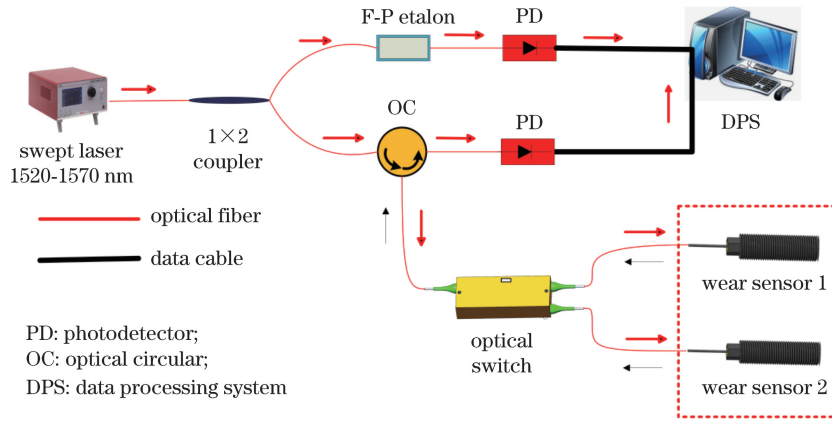 F-P etalon
PD
swept laser
1520-1570 nm
1×2
coupler
OC
PD
DPS
optical fiber
data cable
PD: photodetector;
OC: optical circular;
DPS: data processing system
optical
switch
wear sensor 1
wear sensor 2